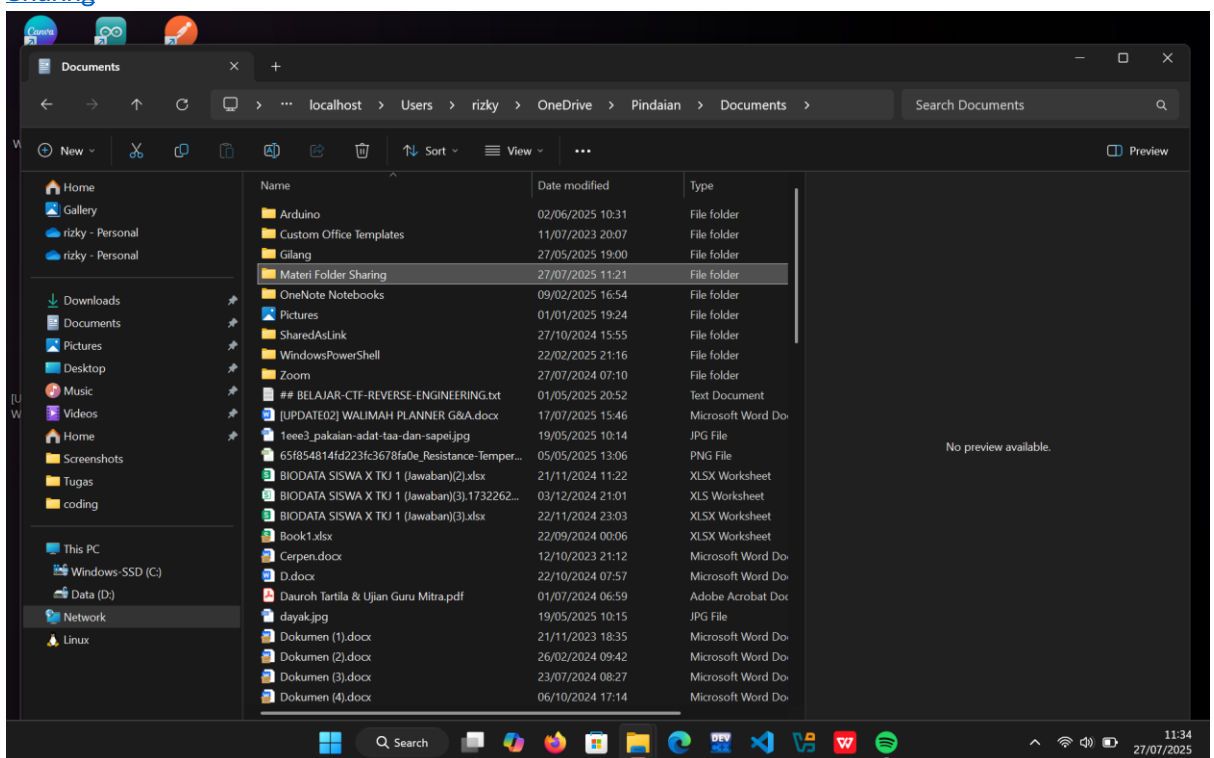 Sharing
Canva
Documents
localhost > Users > rizky > OneDrive > Pindaian > Documents >
Search Documents
New
Sort
View
Preview
Home
Gallery
rizky - Personal
rizky - Personal
Downloads
Documents
Pictures
Desktop
Music
Videos
Home
Screenshots
Tugas
coding
This PC
Windows-SSD (C:)
Data (D:)
Network
Linux
Name Date modified Type
Arduino 02/06/2025 10:31 File folder
Custom Office Templates 11/07/2023 20:07 File folder
Gilang 27/05/2025 19:00 File folder
Materi Folder Sharing 27/07/2025 11:21 File folder
OneNote Notebooks 09/02/2025 16:54 File folder
Pictures 01/01/2025 19:24 File folder
SharedAsLink 27/10/2024 15:55 File folder
WindowsPowerShell 22/02/2025 21:16 File folder
Zoom 27/07/2024 07:10 File folder
## BELAJAR-CTF-REVERSE-ENGINEERING.txt 01/05/2025 20:52 Text Document
[UPDATE02] WALIMAH PLANNER G&A.docx 17/07/2025 15:46 Microsoft Word Do
1eee3_pakaian-adat-taa-dan-sapei.jpg 19/05/2025 10:14 JPG File
65f854814fd223fc3678fa0e_Resistance-Temper... 05/05/2025 13:06 PNG File
BIODATA SISWA X TKJ 1 (Jawaban)(2).xlsx 21/11/2024 11:22 XLSX Worksheet
BIODATA SISWA X TKJ 1 (Jawaban)(3).1732262... 03/12/2024 21:01 XLS Worksheet
BIODATA SISWA X TKJ 1 (Jawaban)(3).xlsx 22/11/2024 23:03 XLSX Worksheet
Book1.xlsx 22/09/2024 00:06 XLSX Worksheet
Cerpen.docx 12/10/2023 21:12 Microsoft Word Do
D.docx 22/10/2024 07:57 Microsoft Word Do
Dauroh Tartila & Ujian Guru Mitra.pdf 01/07/2024 06:59 Adobe Acrobat Doc
dayak.jpg 19/05/2025 10:15 JPG File
Dokumen (1).docx 21/11/2023 18:35 Microsoft Word Do
Dokumen (2).docx 26/02/2024 09:42 Microsoft Word Do
Dokumen (3).docx 23/07/2024 08:27 Microsoft Word Do
Dokumen (4).docx 06/10/2024 17:14 Microsoft Word Do
No preview available.
Search
DEV
11:34
27/07/2025